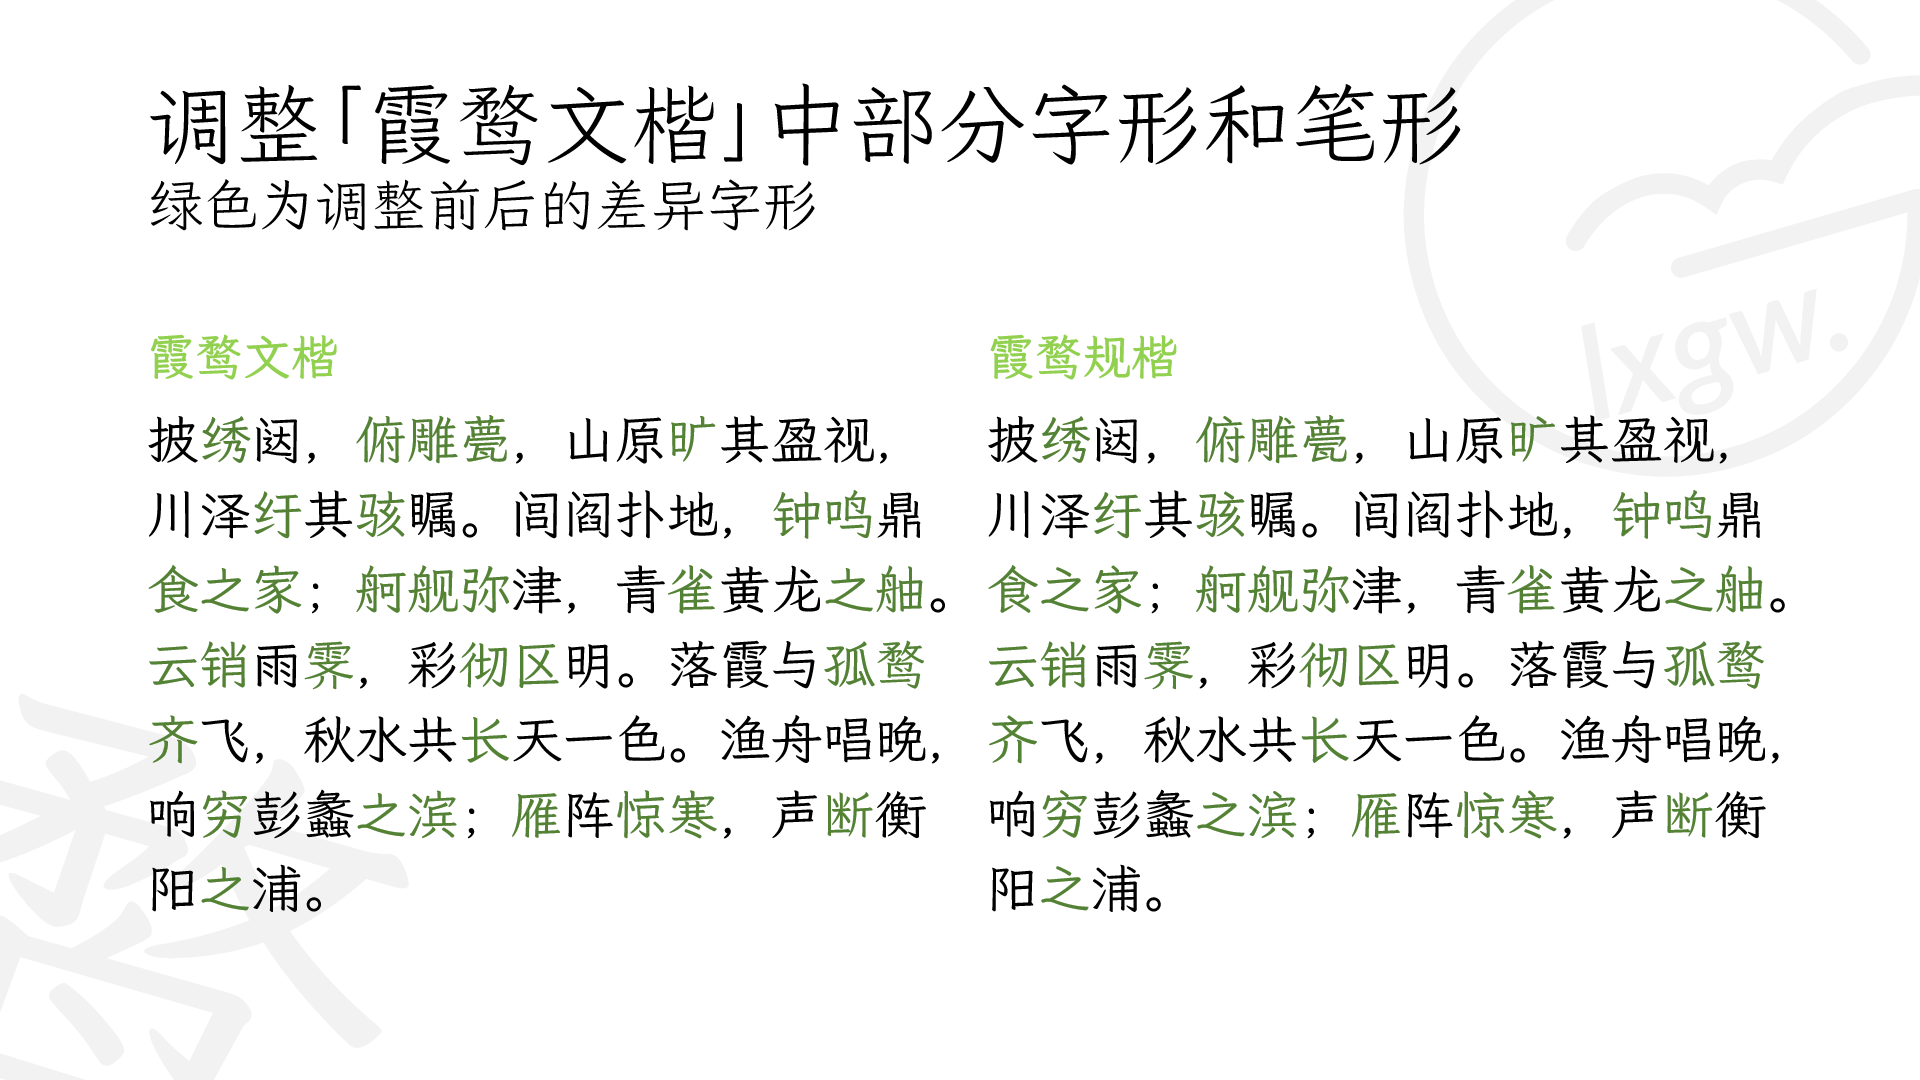 调整「霞鹜文楷」中部分字形和笔形
绿色为调整前后的差异字形
霞鹜文楷
披绣闼，俯雕甍，山原旷其盈视，
川泽纡其骇瞩。闾阎扑地，钟鸣鼎
食之家；舸舰弥津，青雀黄龙之舳。
云销雨霁，彩彻区明。落霞与孤鹜
齐飞，秋水共长天一色。渔舟唱晚，
响穷彭蠡之滨；雁阵惊寒，声断衡
阳之浦。
霞鹜规楷
披绣闼，俯雕甍，山原旷其盈视，
川泽纡其骇瞩。闾阎扑地，钟鸣鼎
食之家；舸舰弥津，青雀黄龙之舳。
云销雨霁，彩彻区明。落霞与孤鹜
齐飞，秋水共长天一色。渔舟唱晚，
响穷彭蠡之滨；雁阵惊寒，声断衡
阳之浦。
lxgw.